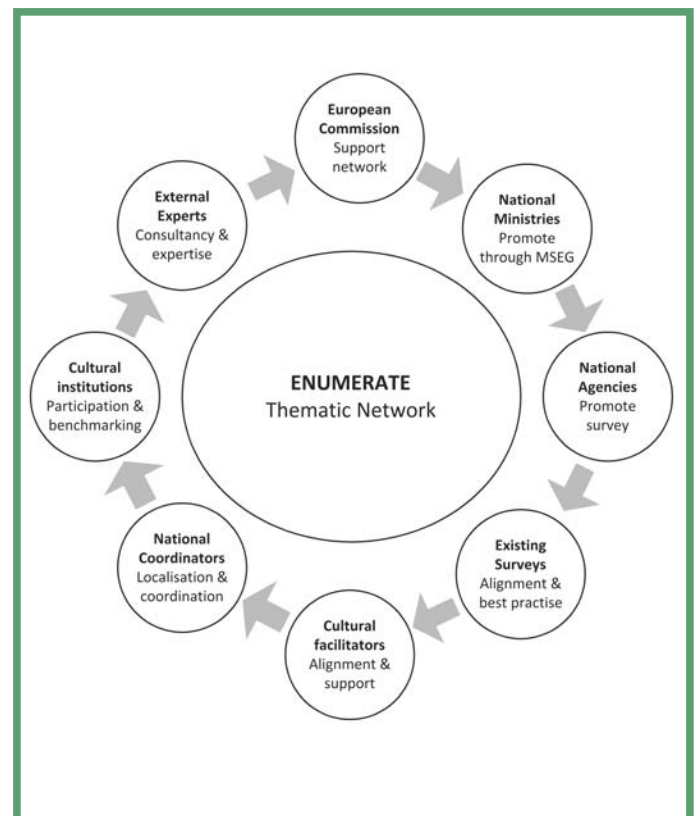 European
Commission
Support
network
National
Ministries
Promote
through MSEG
National
Agencies
Promote
survey
Existing
Surveys
Alignment &
best practise
Cultural
facilitators
Alignment &
support
National
Coordinators
Localisation &
coordination
Cultural
institutions
Participation &
benchmarking
External
Experts
Consultancy &
expertise
ENUMERATE
Thematic Network